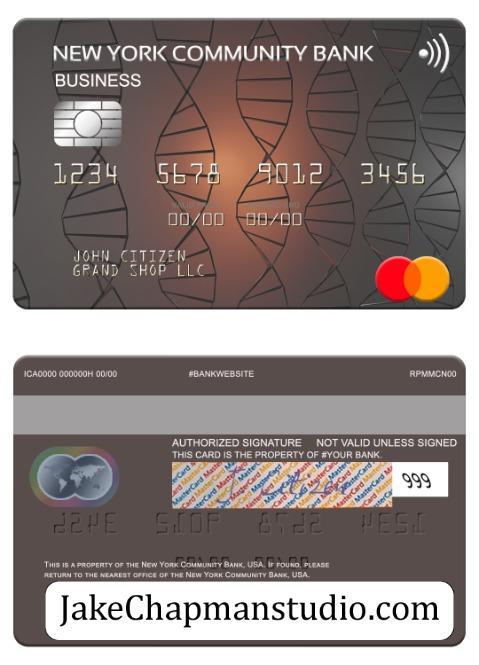 NEW YORK COMMUNITY BANK
BUSINESS
1234 5678 9012 3456
00/00 00/00
JOHN CITIZEN
GRAND SHOP LLC
ICA0000 000000H 00/00 #BANKWEBSITE RPMMCN00
AUTHORIZED SIGNATURE NOT VALID UNLESS SIGNED
THIS CARD IS THE PROPERTY OF #YOUR BANK.
MasterCard
999
THIS IS A PROPERTY OF THE NEW YORK COMMUNITY BANK, USA. IF FOUND, PLEASE
RETURN TO THE NEAREST OFFICE OF THE NEW YORK COMMUNITY BANK, USA.
JakeChapmanstudio.com